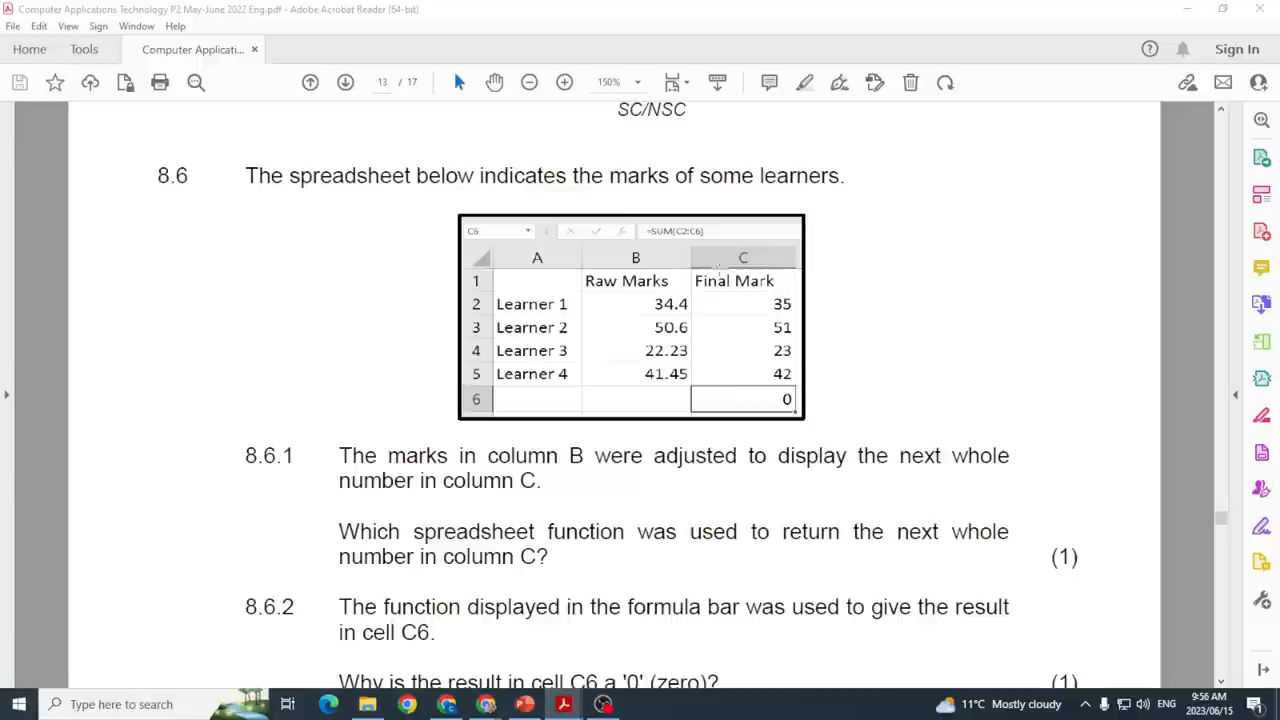 Computer Applications Technology P2 May-June 2022 Eng.pdf - Adobe Acrobat Reader (64-bit)
File Edit View Sign Window Help
Home Tools Computer Applicati... × Sign In
13 / 17 150%
SC/NSC
8.6 The spreadsheet below indicates the marks of some learners.
C6 =SUM(C2:C6)
A B C
1 Raw Marks Final Mark
2 Learner 1 34.4 35
3 Learner 2 50.6 51
4 Learner 3 22.23 23
5 Learner 4 41.45 42
6 0
8.6.1 The marks in column B were adjusted to display the next whole
number in column C.
Which spreadsheet function was used to return the next whole
number in column C? (1)
8.6.2 The function displayed in the formula bar was used to give the result
in cell C6.
Why is the result in cell C6 a '0' (zero)? (1)
Type here to search 11°C Mostly cloudy ENG 9:56 AM
2023/06/15